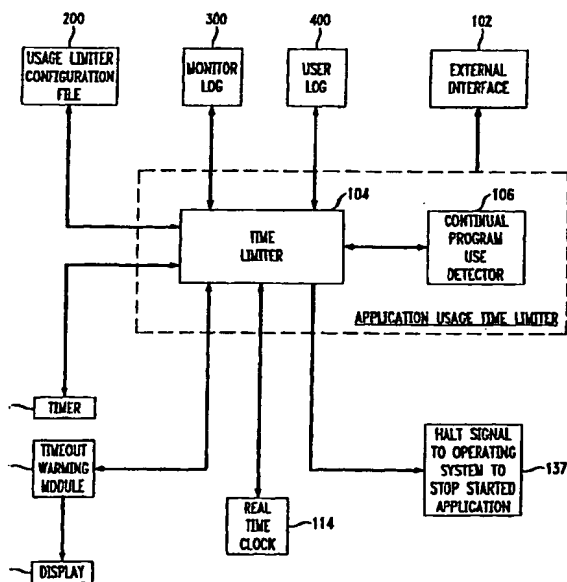 200
300
400
102
USAGE LIMITER
CONFIGURATION
FILE
MONITOR
LOG
USER
LOG
EXTERNAL
INTERFACE
104
106
TIME
LIMITER
CONTINUAL
PROGRAM
USE
DETECTOR
APPLICATION USAGE TIME LIMITER
TIMER
TIMEOUT
WARMING
MODULE
DISPLAY
REAL
TIME
CLOCK
114
HALT SIGNAL
TO OPERATING
SYSTEM TO
STOP STARTED
APPLICATION
137